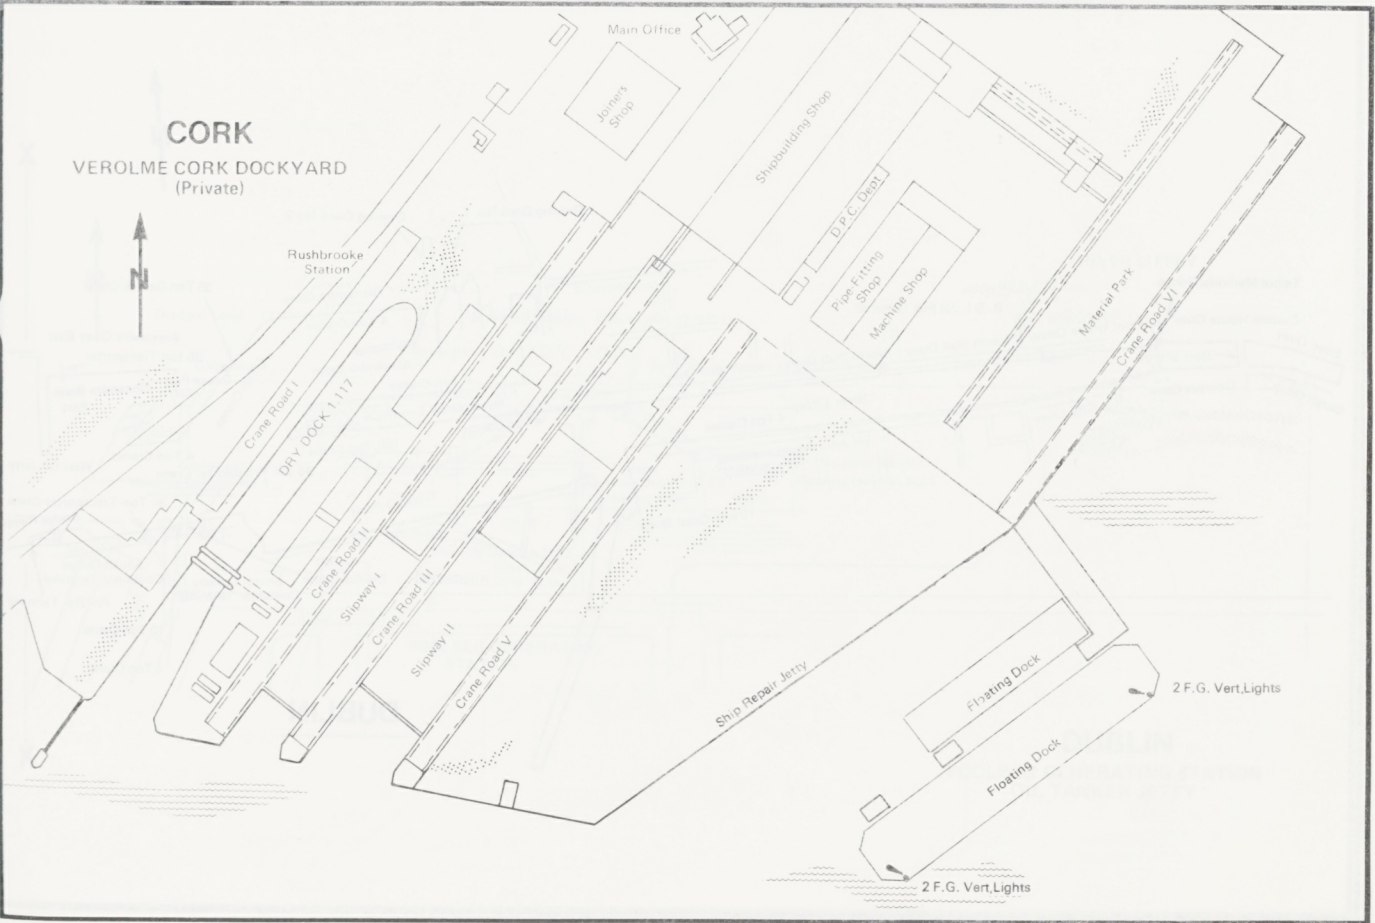 CORK
VEROLME CORK DOCKYARD
(Private)
N
Main Office
Joiners
Shop
Shipbuilding Shop
D.P.C. Dept
Pipe-Fitting
Shop
Machine Shop
Material Park
Crane Road VI
Rushbrooke
Station
Crane Road I
DRY DOCK 1:117
Crane Road II
Slipway I
Crane Road III
Slipway II
Crane Road V
Ship Repair Jetty
Floating Dock
Floating Dock
2 F.G. Vert,Lights
2 F.G. Vert,Lights
DUBLIN